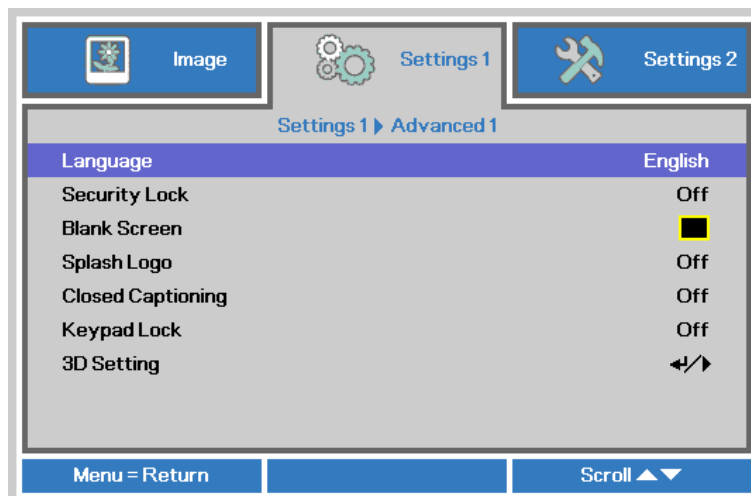 Image Settings 1 Settings 2
Settings 1 Advanced 1
Language English
Security Lock Off
Blank Screen
Splash Logo Off
Closed Captioning Off
Keypad Lock Off
3D Setting
Menu = Return Scroll